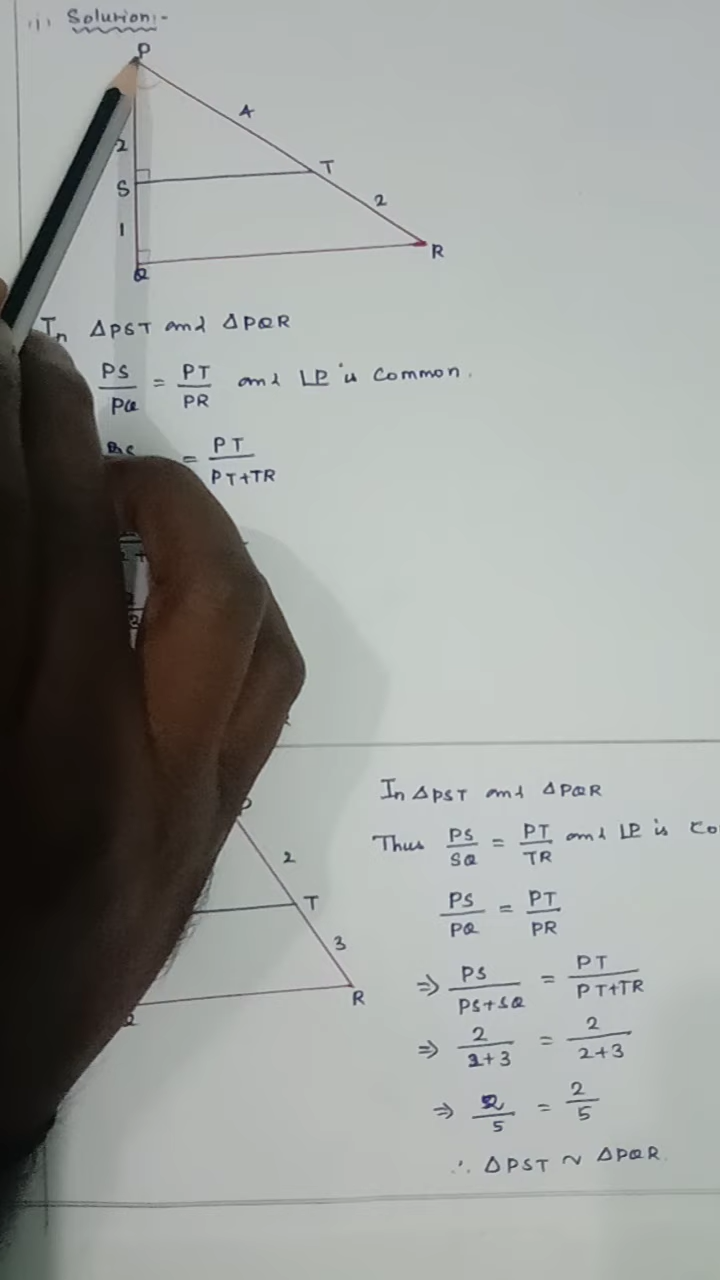 ii) Solution:-
P
4
2
T
S
2
1
R
Q
In ΔPST and ΔPQR
PS/PQ = PT/PR and ∠P is common.
= PT/PT+TR
In ΔPST and ΔPQR
Thus PS/SQ = PT/TR and ∠P is Co
PS/PQ = PT/PR
⇒ PS/PS+SQ = PT/PT+TR
⇒ 2/2+3 = 2/2+3
⇒ 2/5 = 2/5
∴ ΔPST ~ ΔPQR.
P
2
T
3
R